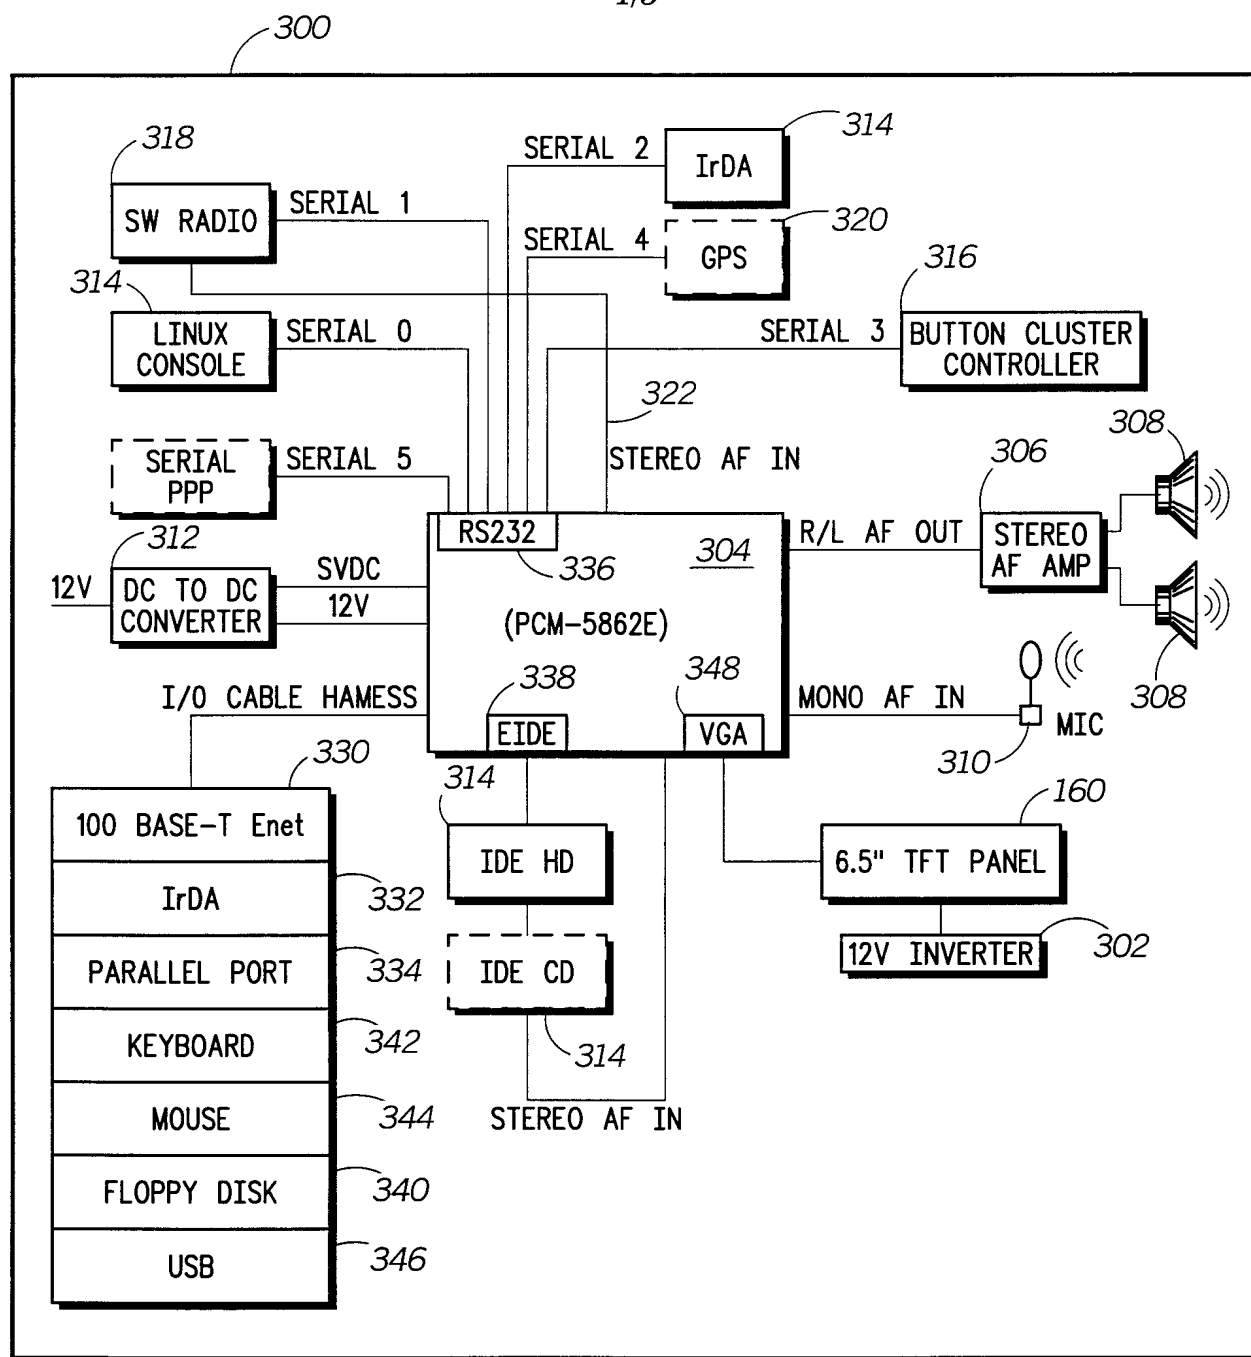 300
318
SW RADIO
SERIAL 1
SERIAL 2
IrDA
314
SERIAL 4
GPS
320
314
LINUX
CONSOLE
SERIAL 0
SERIAL 3
316
BUTTON CLUSTER
CONTROLLER
322
SERIAL
PPP
SERIAL 5
STEREO AF IN
308
306
STEREO
AF AMP
R/L AF OUT
RS232
336
304
312
12V
DC TO DC
CONVERTER
SVDC
12V
(PCM-5862E)
308
I/O CABLE HAMESS
338
EIDE
348
VGA
MONO AF IN
MIC
310
330
100 BASE-T Enet
IrDA
332
PARALLEL PORT
334
KEYBOARD
342
MOUSE
344
FLOPPY DISK
340
USB
346
314
IDE HD
IDE CD
314
STEREO AF IN
160
6.5" TFT PANEL
12V INVERTER
302